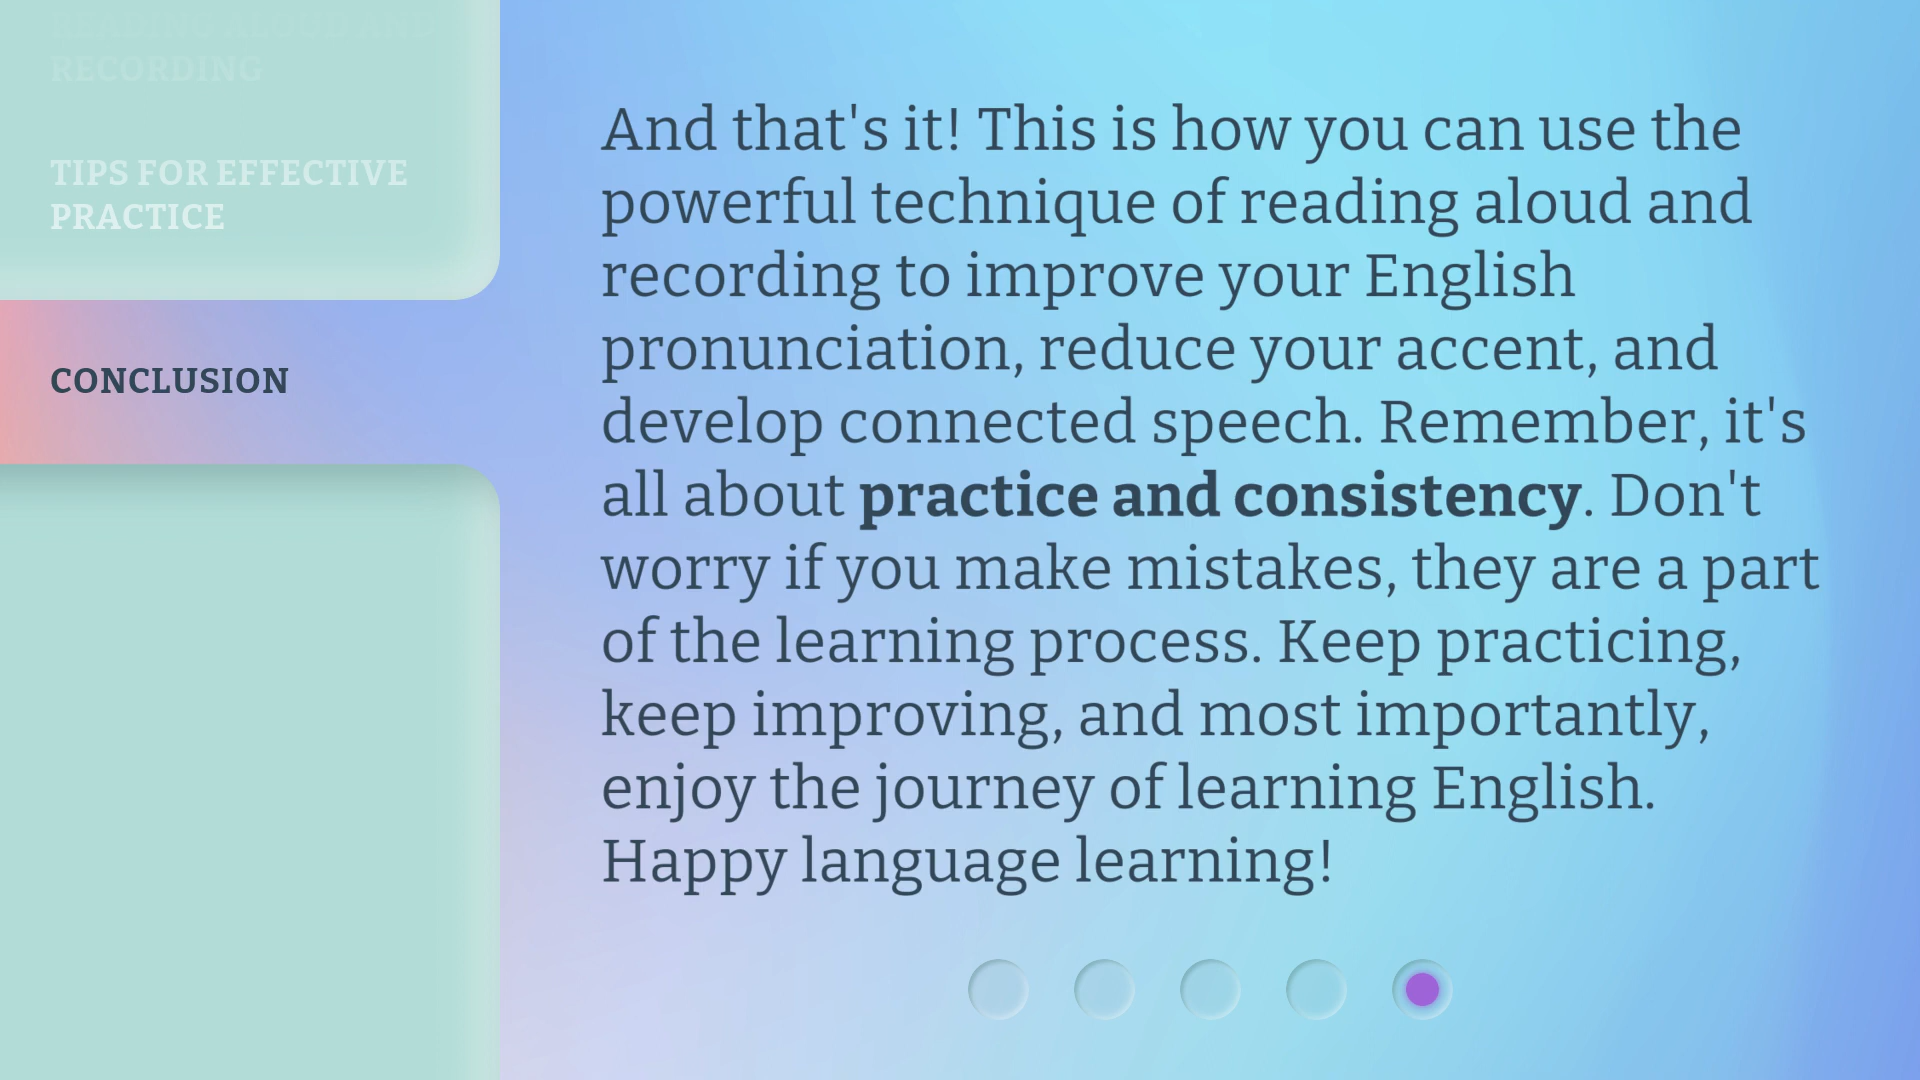 READING ALOUD AND
RECORDING
TIPS FOR EFFECTIVE
PRACTICE
CONCLUSION
And that's it! This is how you can use the
powerful technique of reading aloud and
recording to improve your English
pronunciation, reduce your accent, and
develop connected speech. Remember, it's
all about practice and consistency. Don't
worry if you make mistakes, they are a part
of the learning process. Keep practicing,
keep improving, and most importantly,
enjoy the journey of learning English.
Happy language learning!